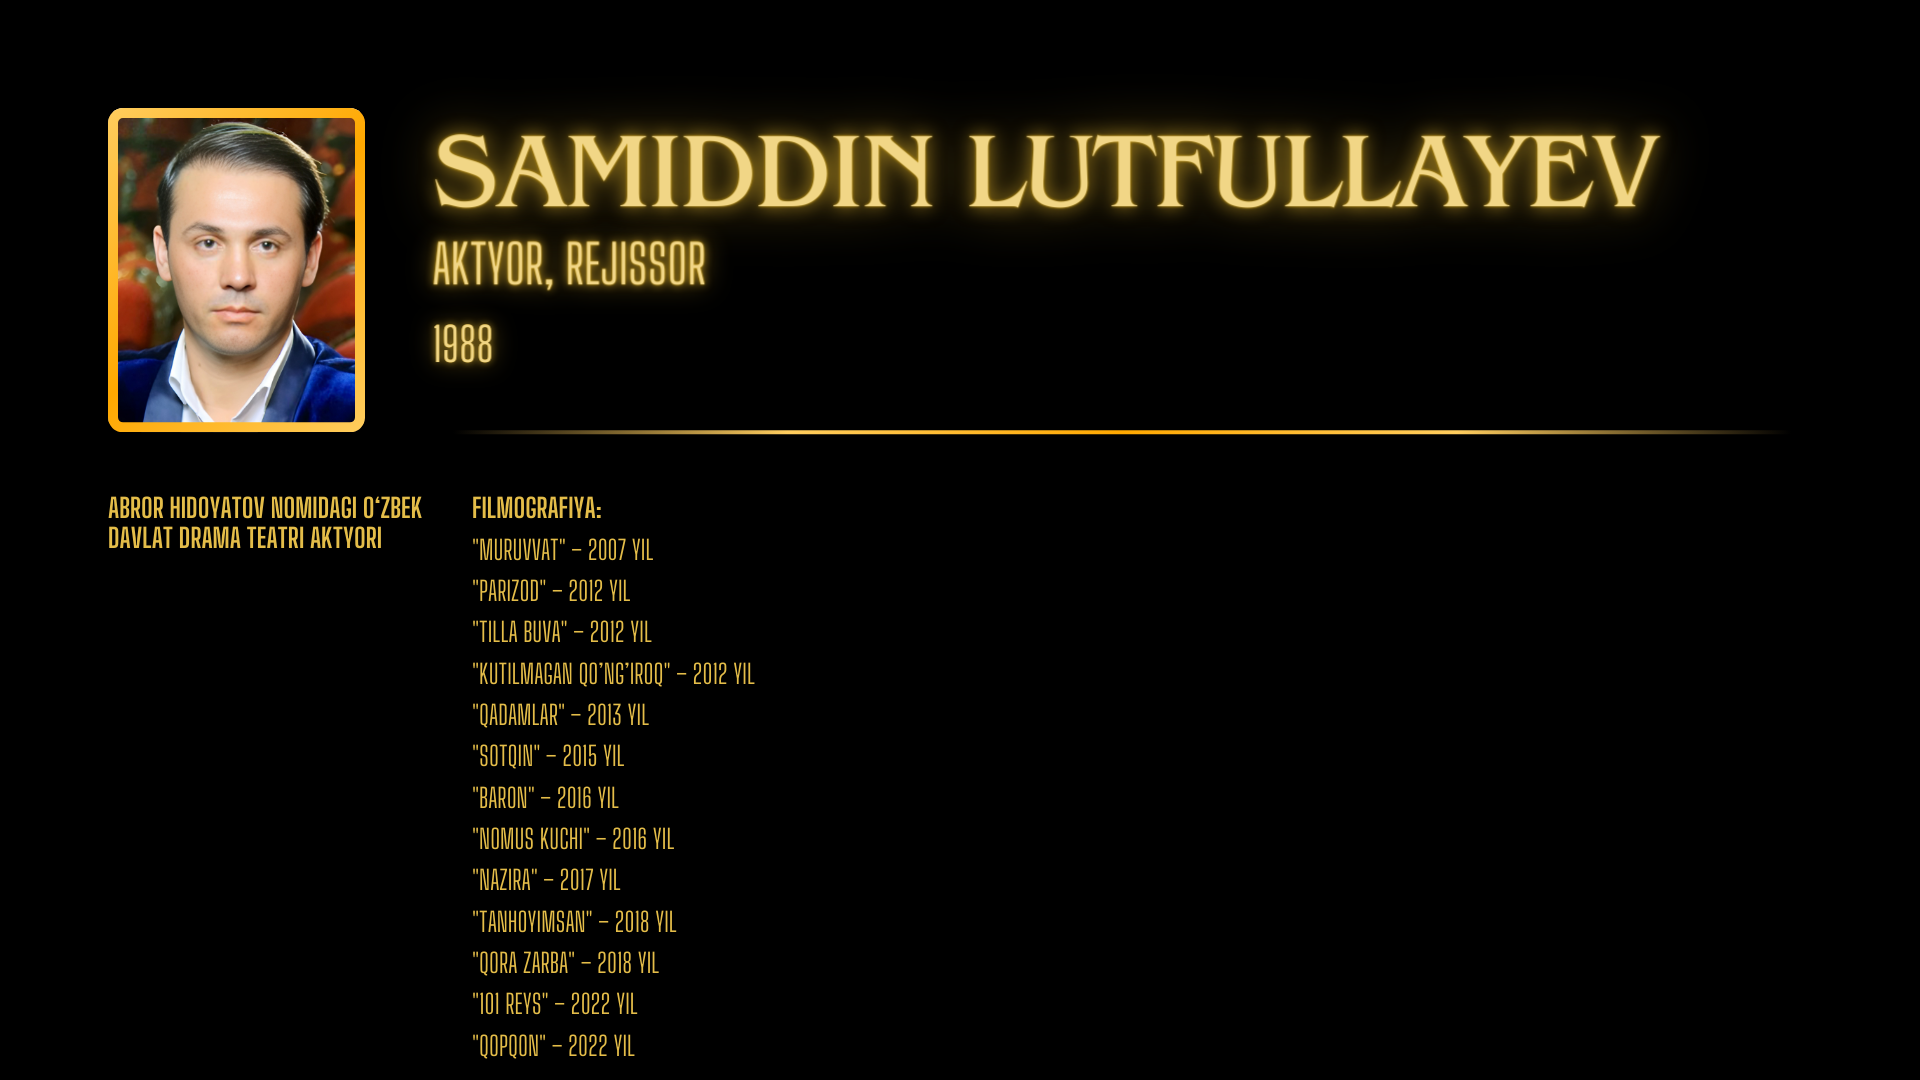 SAMIDDIN LUTFULLAYEV
AKTYOR, REJISSOR
1988
ABROR HIDOYATOV NOMIDAGI O‘ZBEK
DAVLAT DRAMA TEATRI AKTYORI
FILMOGRAFIYA:
"MURUVVAT" – 2007 YIL
"PARIZOD" – 2012 YIL
"TILLA BUVA" – 2012 YIL
"KUTILMAGAN QO’NG’IROQ" – 2012 YIL
"QADAMLAR" – 2013 YIL
"SOTQIN" – 2015 YIL
"BARON" – 2016 YIL
"NOMUS KUCHI" – 2016 YIL
"NAZIRA" – 2017 YIL
"TANHOYIMSAN" – 2018 YIL
"QORA ZARBA" – 2018 YIL
"101 REYS" – 2022 YIL
"QOPQON" – 2022 YIL